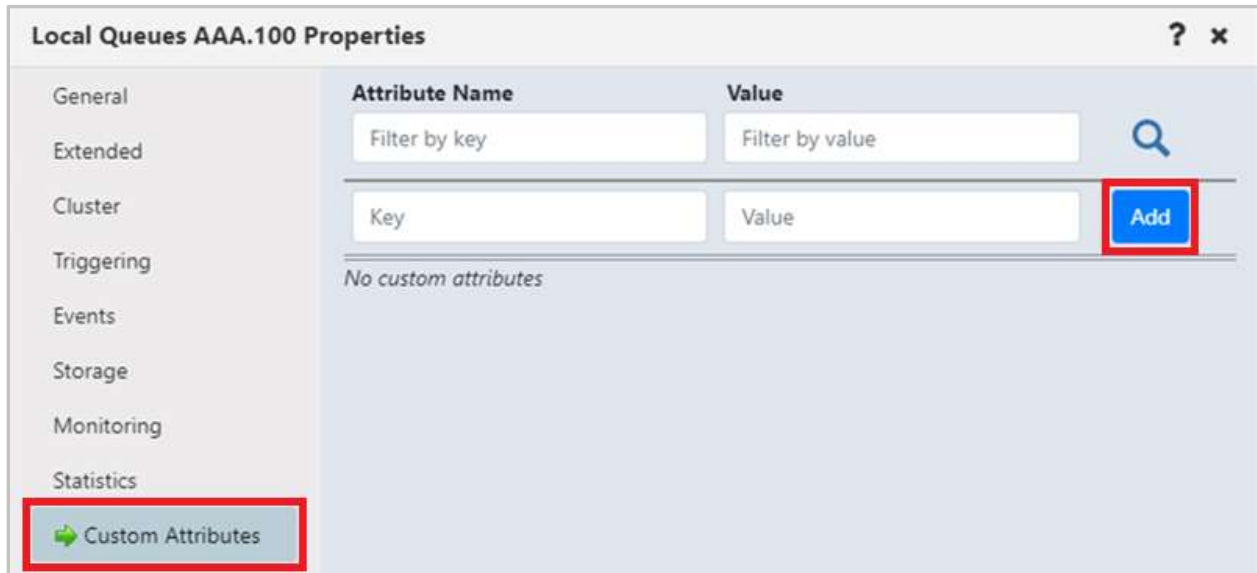 Local Queues AAA.100 Properties ? ×
General
Extended
Cluster
Triggering
Events
Storage
Monitoring
Statistics
Custom Attributes
Attribute Name Value
Filter by key Filter by value
Key Value Add
No custom attributes